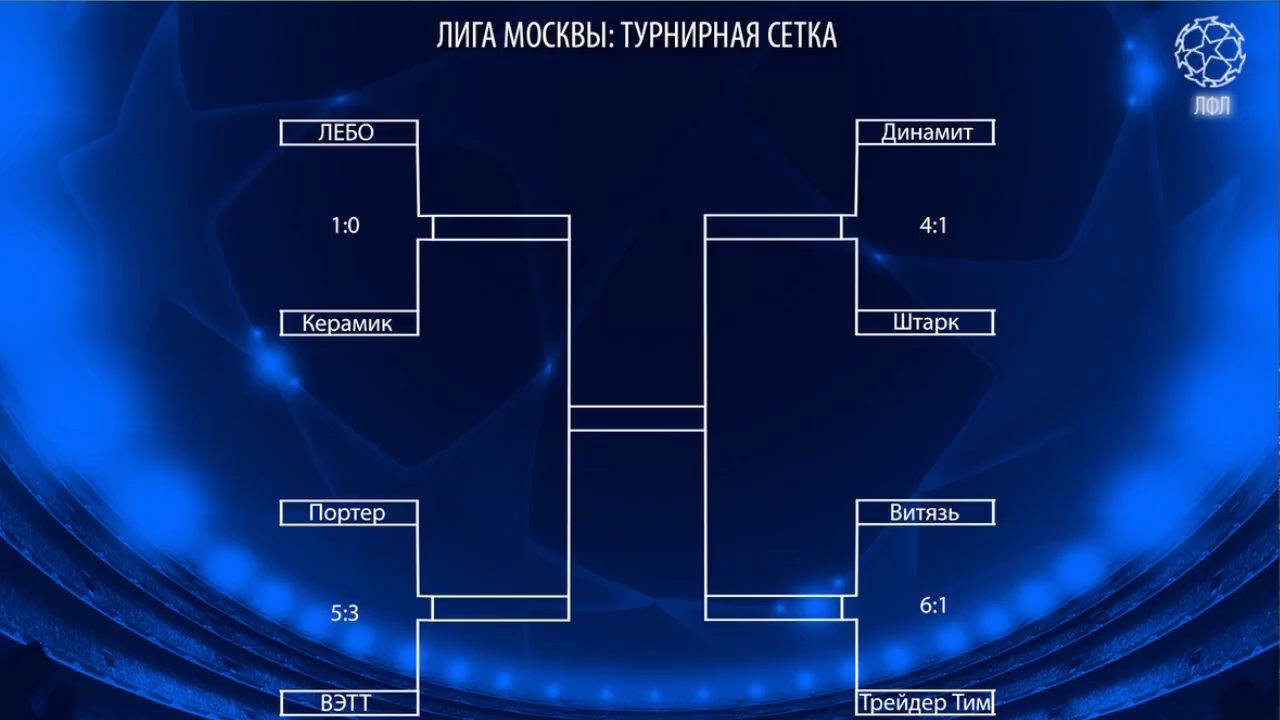 ЛИГА МОСКВЫ: ТУРНИРНАЯ СЕТКА
ЛФЛ
ЛЕБО
1:0
Керамик
Портер
5:3
ВЭТТ
Динамит
4:1
Штарк
Витязь
6:1
Трейдер Тим